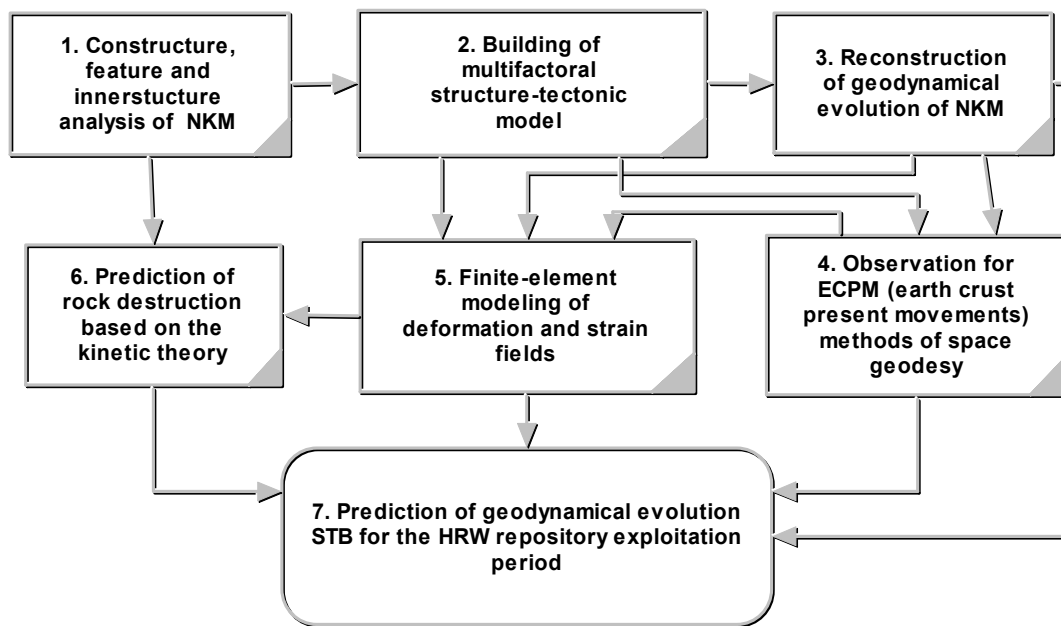 1. Constructure,
feature and
innerstucture
analysis of NKM
2. Building of
multifactoral
structure-tectonic
model
3. Reconstruction
of geodynamical
evolution of NKM
6. Prediction of
rock destruction
based on the
kinetic theory
5. Finite-element
modeling of
deformation and strain
fields
4. Observation for
ECPM (earth crust
present movements)
methods of space
geodesy
7. Prediction of geodynamical evolution
STB for the HRW repository exploitation
period